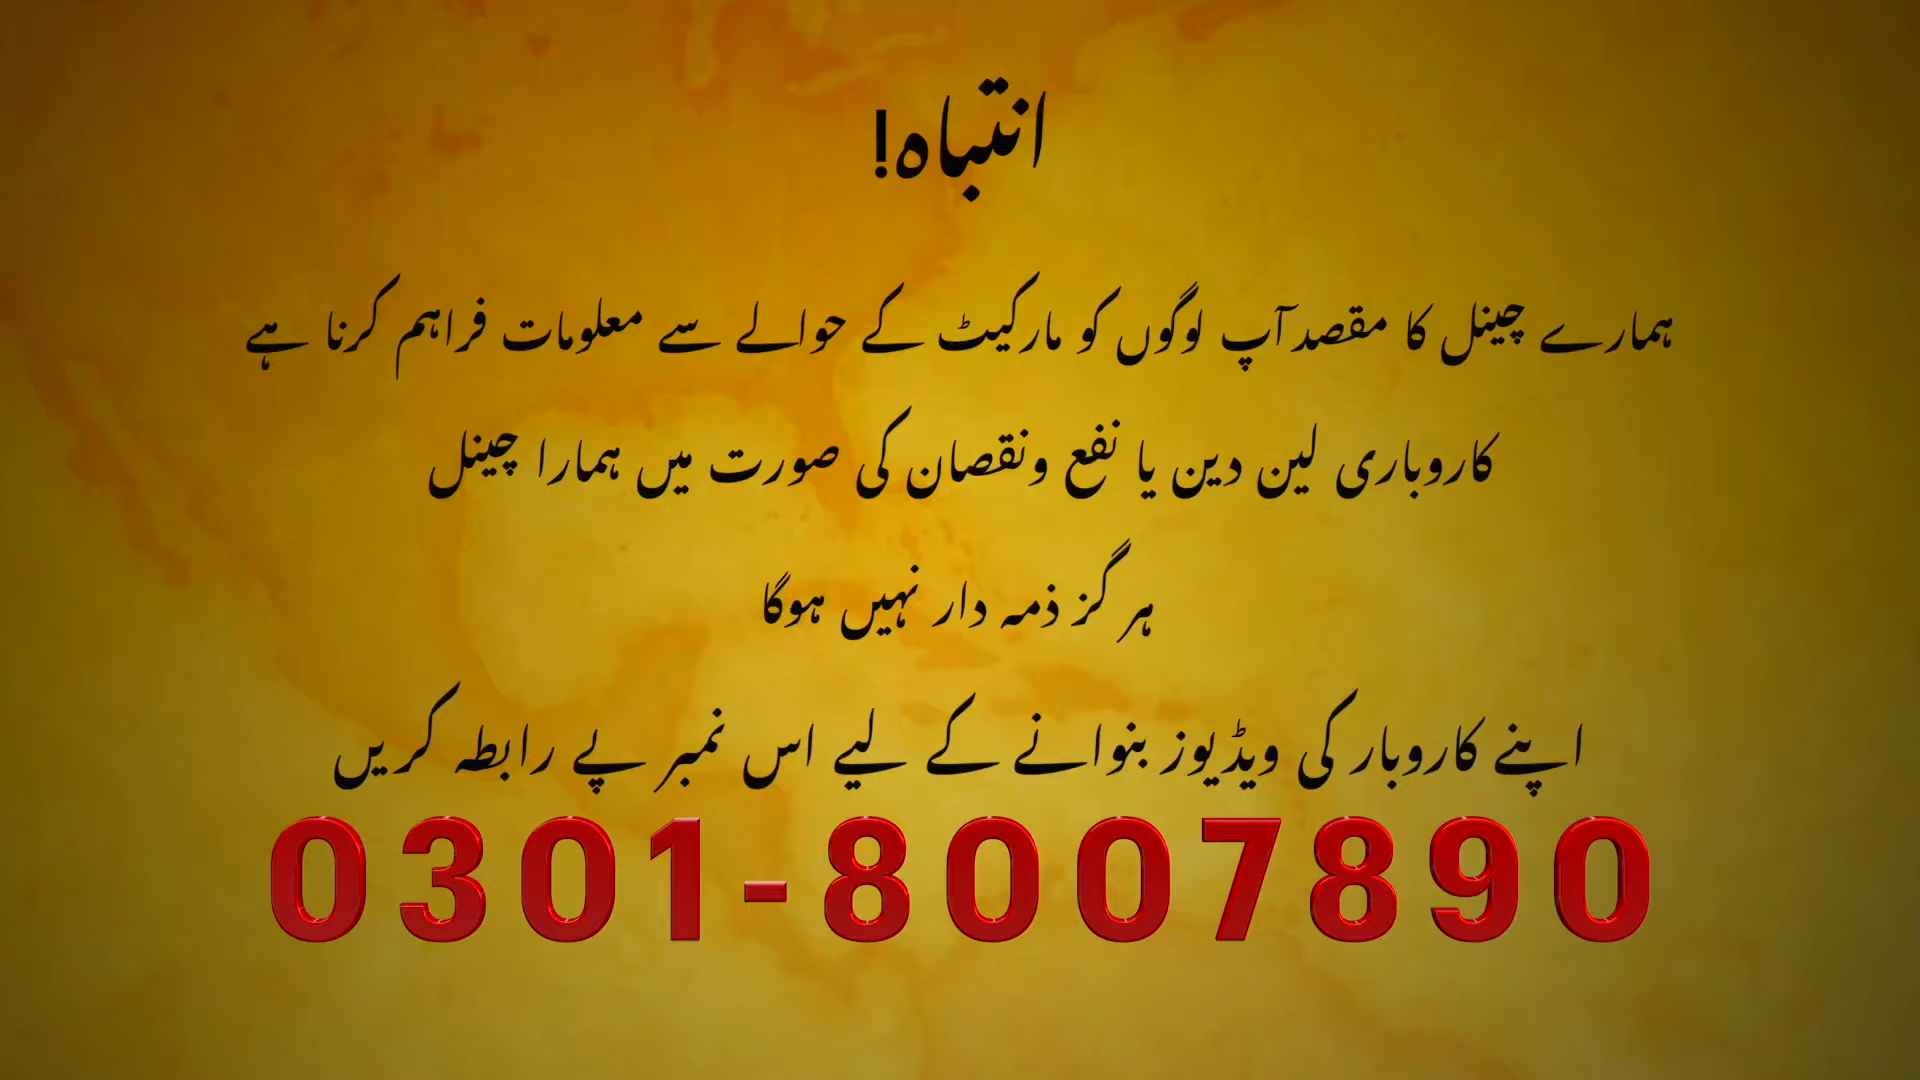 انتباہ!
ہمارے چینل کا مقصد آپ لوگوں کو مارکیٹ کے حوالے سے معلومات فراہم کرنا ہے
کاروباری لین دین یا نفع ونقصان کی صورت میں ہمارا چینل
ہر گز ذمہ دار نہیں ہوگا
اپنے کاروبار کی ویڈیوز بنوانے کے لیے اس نمبر پے رابطہ کریں
0301-8007890